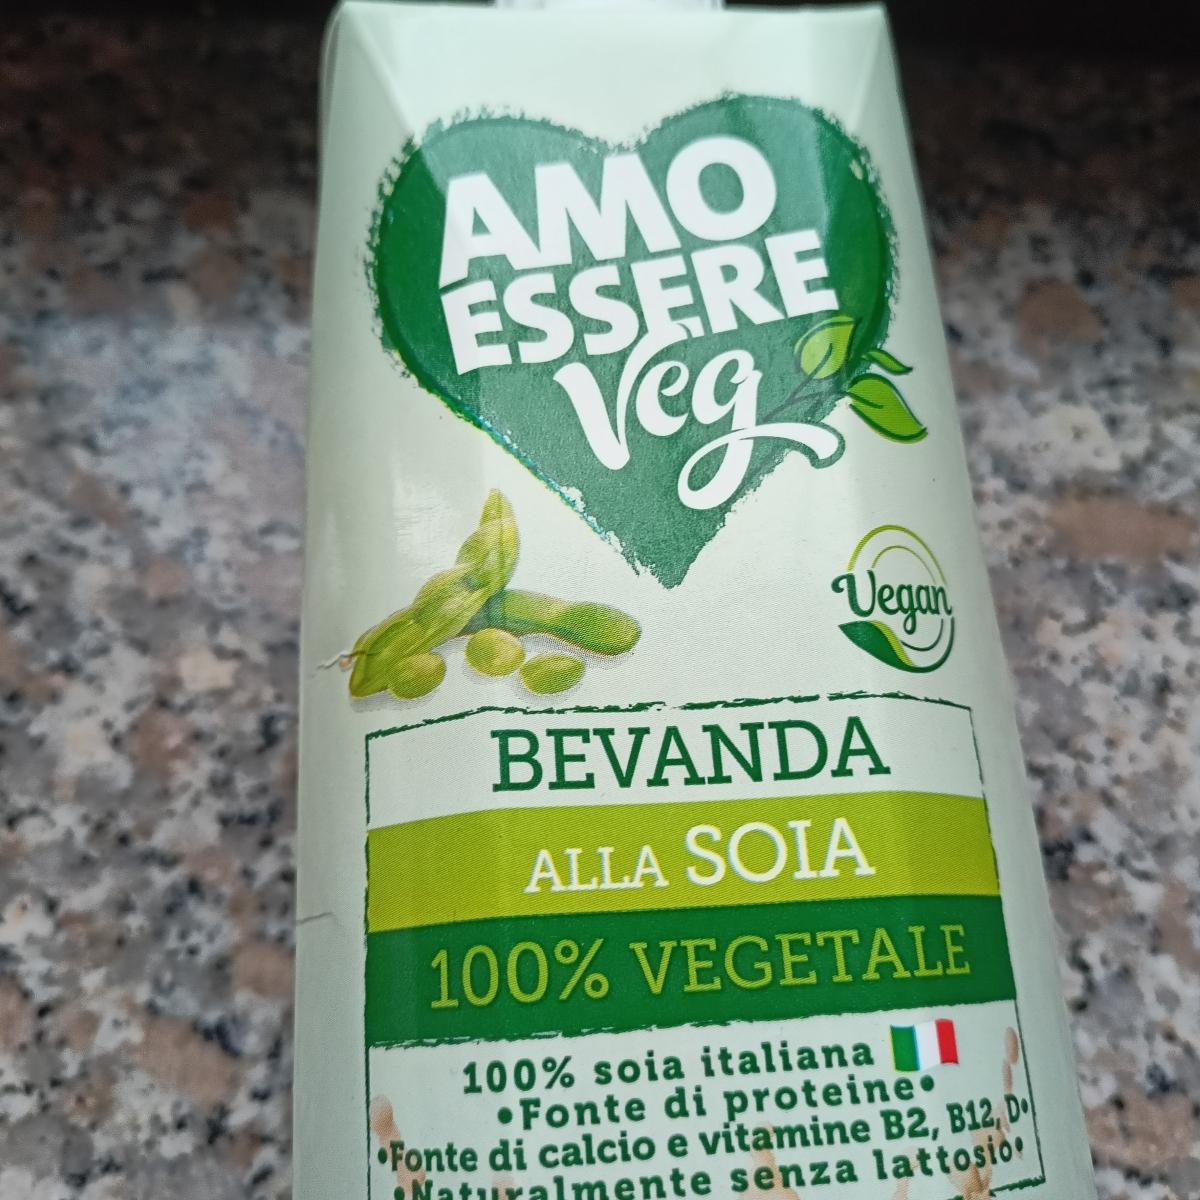 AMO
ESSERE
Veg
Vegan
BEVANDA
ALLA SOIA
100% VEGETALE
100% soia italiana
•Fonte di proteine•
•Fonte di calcio e vitamine B2, B12, D•
•Naturalmente senza lattosio•